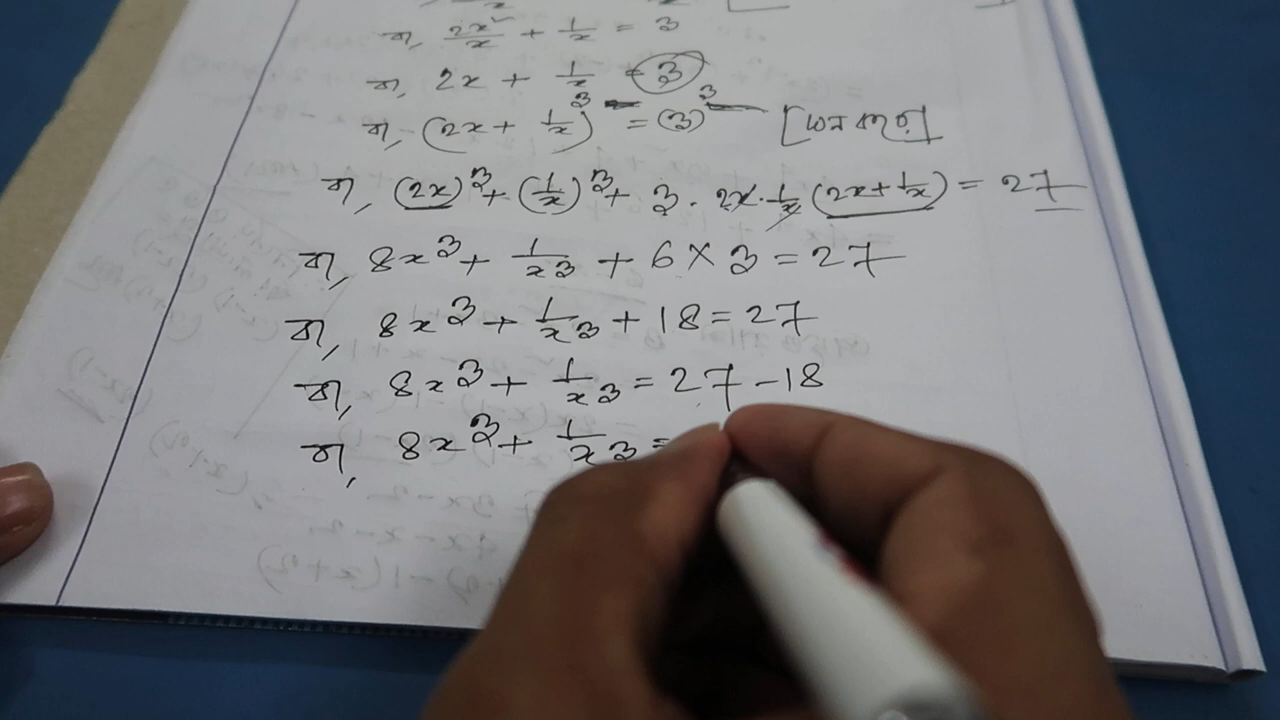 বা, 2x²/x + 1/x = 3
বা, 2x + 1/x = 3
বা, (2x + 1/x)³ = (3)³ [ঘন করে]
বা, (2x)³ + (1/x)³ + 3 · 2x · 1/x (2x + 1/x) = 27
বা, 8x³ + 1/x³ + 6 × 3 = 27
বা, 8x³ + 1/x³ + 18 = 27
বা, 8x³ + 1/x³ = 27 - 18
বা, 8x³ + 1/x³ =